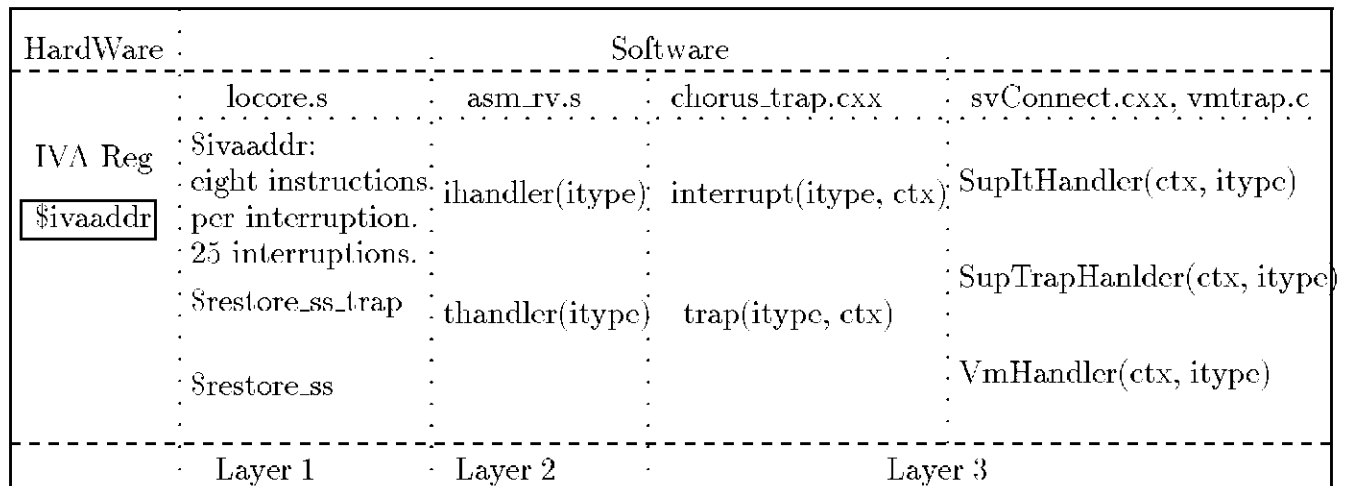 HardWare
Software
locore.s
asm_rv.s
chorus_trap.cxx
svConnect.cxx, vmtrap.c
IVA Reg
$ivaaddr
$ivaaddr:
eight instructions.
per interruption.
25 interruptions.
$restore_ss_trap
$restore_ss
ihandler(itype)
thandler(itype)
interrupt(itype, ctx)
trap(itype, ctx)
SupItHandler(ctx, itype)
SupTrapHanlder(ctx, itype)
VmHandler(ctx, itype)
Layer 1
Layer 2
Layer 3